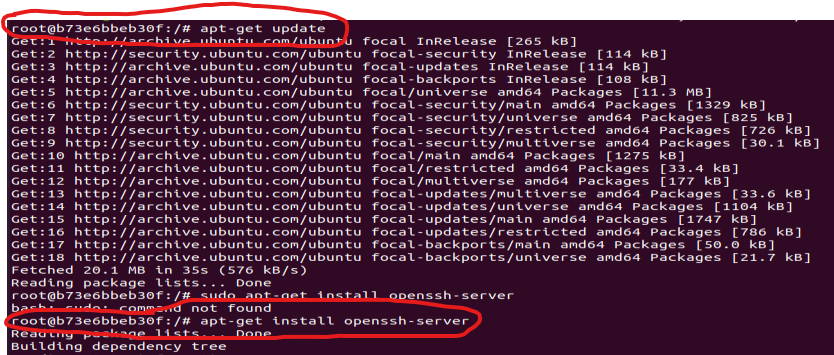 root@b73e6bbeb30f:/# apt-get update
Get:1 http://archive.ubuntu.com/ubuntu focal InRelease [265 kB]
Get:2 http://security.ubuntu.com/ubuntu focal-security InRelease [114 kB]
Get:3 http://archive.ubuntu.com/ubuntu focal-updates InRelease [114 kB]
Get:4 http://archive.ubuntu.com/ubuntu focal-backports InRelease [108 kB]
Get:5 http://archive.ubuntu.com/ubuntu focal/universe amd64 Packages [11.3 MB]
Get:6 http://security.ubuntu.com/ubuntu focal-security/main amd64 Packages [1329 kB]
Get:7 http://security.ubuntu.com/ubuntu focal-security/universe amd64 Packages [825 kB]
Get:8 http://security.ubuntu.com/ubuntu focal-security/restricted amd64 Packages [726 kB]
Get:9 http://security.ubuntu.com/ubuntu focal-security/multiverse amd64 Packages [30.1 kB]
Get:10 http://archive.ubuntu.com/ubuntu focal/main amd64 Packages [1275 kB]
Get:11 http://archive.ubuntu.com/ubuntu focal/restricted amd64 Packages [33.4 kB]
Get:12 http://archive.ubuntu.com/ubuntu focal/multiverse amd64 Packages [177 kB]
Get:13 http://archive.ubuntu.com/ubuntu focal-updates/multiverse amd64 Packages [33.6 kB]
Get:14 http://archive.ubuntu.com/ubuntu focal-updates/universe amd64 Packages [1104 kB]
Get:15 http://archive.ubuntu.com/ubuntu focal-updates/main amd64 Packages [1747 kB]
Get:16 http://archive.ubuntu.com/ubuntu focal-updates/restricted amd64 Packages [786 kB]
Get:17 http://archive.ubuntu.com/ubuntu focal-backports/main amd64 Packages [50.0 kB]
Get:18 http://archive.ubuntu.com/ubuntu focal-backports/universe amd64 Packages [21.7 kB]
Fetched 20.1 MB in 35s (576 kB/s)
Reading package lists... Done
root@b73e6bbeb30f:/# sudo apt-get install openssh-server
bash: sudo: command not found
root@b73e6bbeb30f:/# apt-get install openssh-server
Reading package lists... Done
Building dependency tree